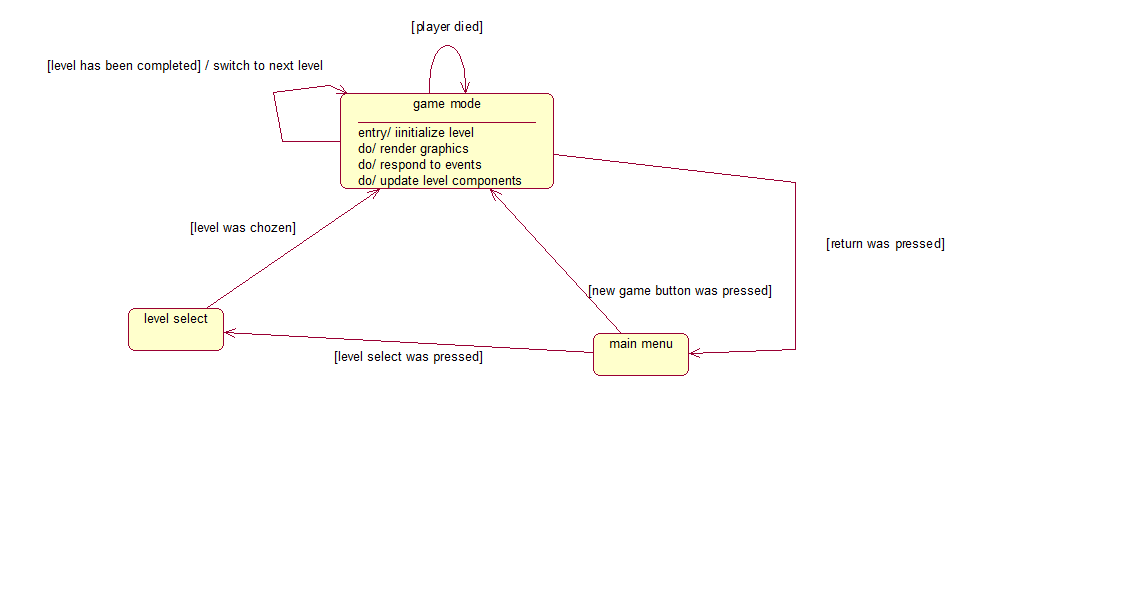 [player died]
[level has been completed] / switch to next level
game mode
entry/ iinitialize level
do/ render graphics
do/ respond to events
do/ update level components
[level was chozen]
[return was pressed]
[new game button was pressed]
level select
main menu
[level select was pressed]